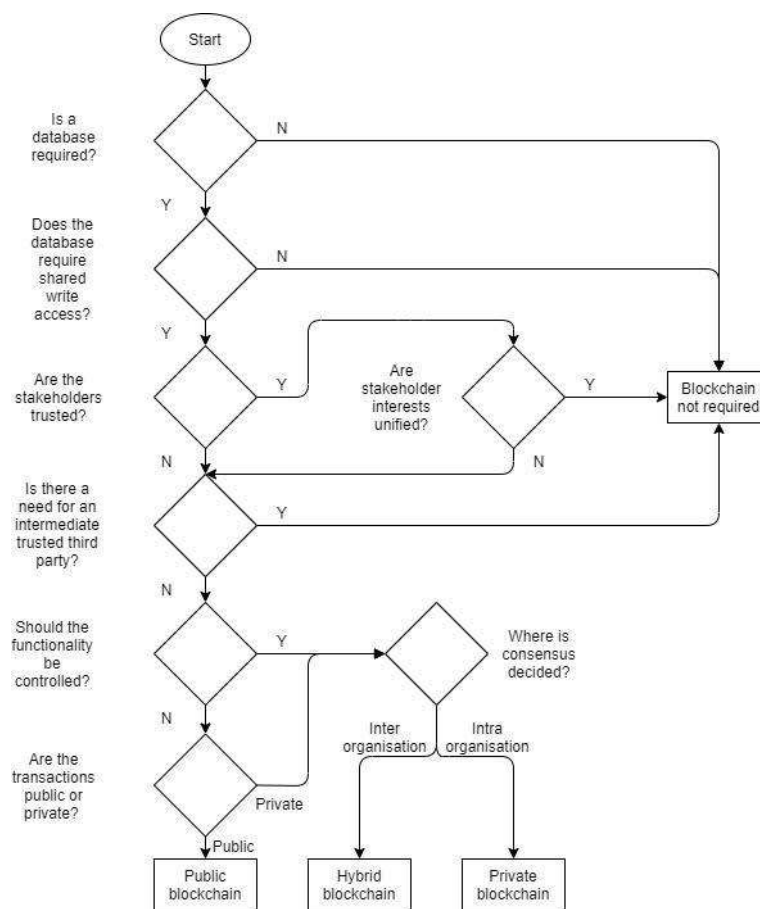 Start
Is a
database
required?
N
Y
Does the
database
require
shared
write
access?
N
Y
Are the
stakeholders
trusted?
Y
Are
stakeholder
interests
unified?
Y
Blockchain
not required
N
N
Is there a
need for an
intermediate
trusted third
party?
Y
N
Should the
functionality
be
controlled?
Y
Where is
consensus
decided?
N
Inter
organisation
Intra
organisation
Are the
transactions
public or
private?
Private
Public
Public
blockchain
Hybrid
blockchain
Private
blockchain